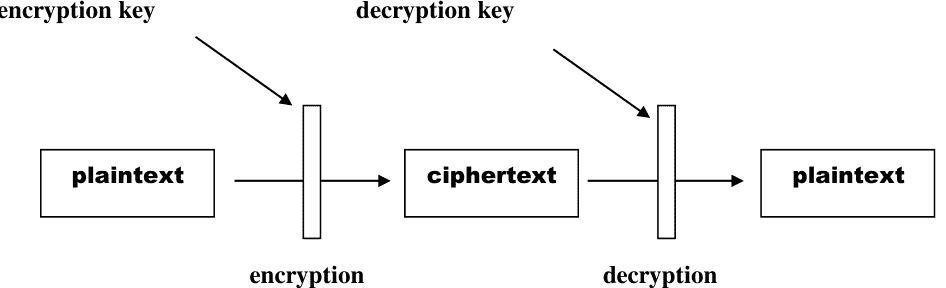 encryption key
decryption key
plaintext
ciphertext
plaintext
encryption
decryption